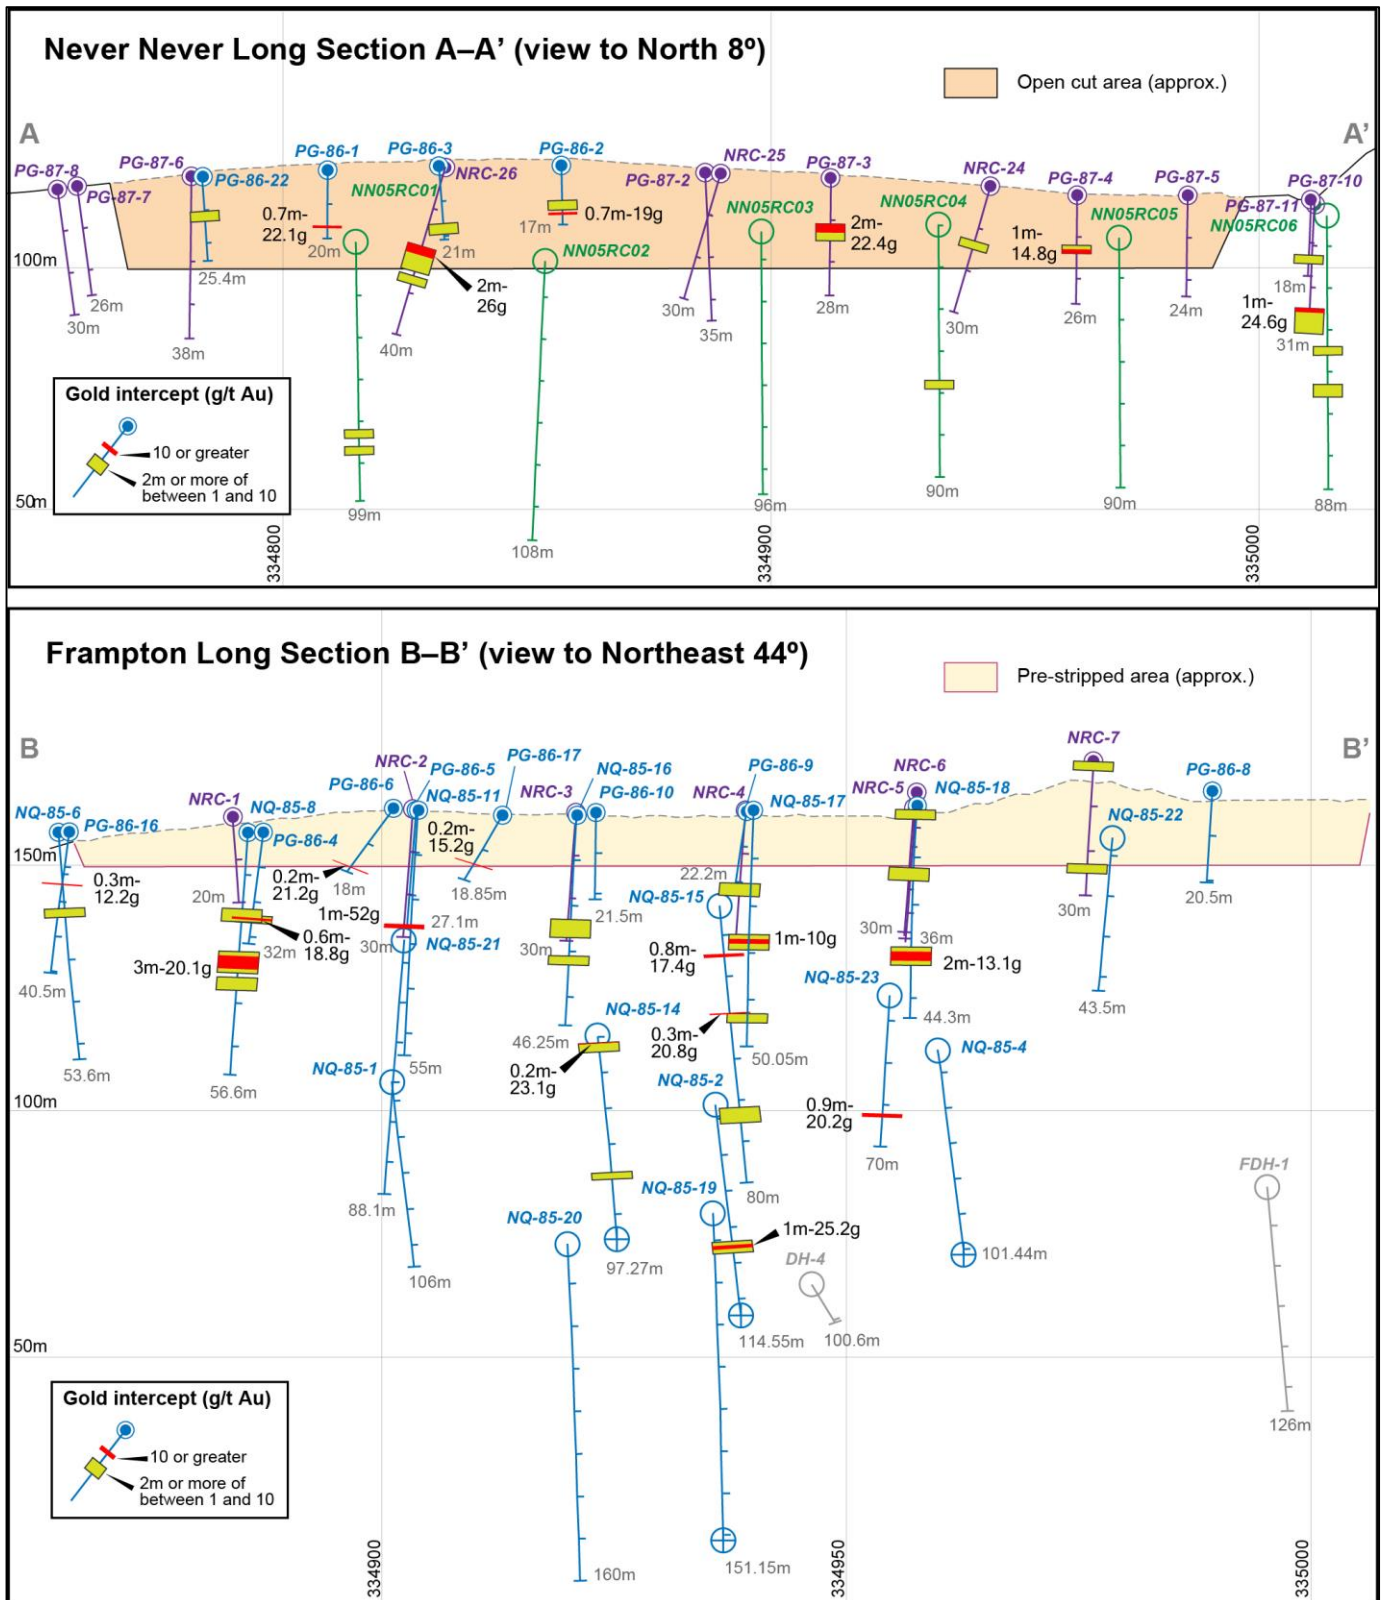 Never Never Long Section A–A’ (view to North 8º)
Open cut area (approx.)
A
A’
PG-87-8
PG-87-7
PG-87-6
PG-86-22
PG-86-1
PG-86-3
NRC-26
NN05RC01
PG-86-2
NN05RC02
PG-87-2
NRC-25
NN05RC03
PG-87-3
NN05RC04
NRC-24
PG-87-4
NN05RC05
PG-87-5
PG-87-10
PG-87-11
NN05RC06
0.7m-
22.1g
0.7m-19g
2m-
26g
2m-
22.4g
1m-
14.8g
1m-
24.6g
100m
50m
26m
30m
38m
25.4m
20m
21m
40m
17m
30m
35m
28m
30m
26m
24m
18m
31m
99m
108m
96m
90m
90m
88m
Gold intercept (g/t Au)
10 or greater
2m or more of
between 1 and 10
334800
334900
335000
Frampton Long Section B–B’ (view to Northeast 44º)
Pre-stripped area (approx.)
B
B’
NQ-85-6
PG-86-16
NRC-1
NQ-85-8
PG-86-4
PG-86-6
NRC-2
PG-86-5
NQ-85-11
PG-86-17
NRC-3
NQ-85-16
PG-86-10
NRC-4
PG-86-9
NQ-85-17
NRC-5
NRC-6
NQ-85-18
NRC-7
NQ-85-22
PG-86-8
150m
0.3m-
12.2g
0.2m-
21.2g
0.2m-
15.2g
18m
18.85m
20m
22.2m
20.5m
1m-52g
27.1m
30m
NQ-85-21
21.5m
30m
NQ-85-15
1m-10g
0.8m-
17.4g
30m
36m
2m-13.1g
30m
32m
0.6m-
18.8g
3m-20.1g
40.5m
53.6m
56.6m
NQ-85-1
55m
46.25m
NQ-85-14
0.2m-
23.1g
0.3m-
20.8g
50.05m
NQ-85-23
44.3m
43.5m
NQ-85-4
NQ-85-2
100m
0.9m-
20.2g
70m
80m
88.1m
106m
NQ-85-20
NQ-85-19
97.27m
1m-25.2g
DH-4
100.6m
101.44m
FDH-1
126m
114.55m
50m
151.15m
160m
Gold intercept (g/t Au)
10 or greater
2m or more of
between 1 and 10
334900
334950
335000